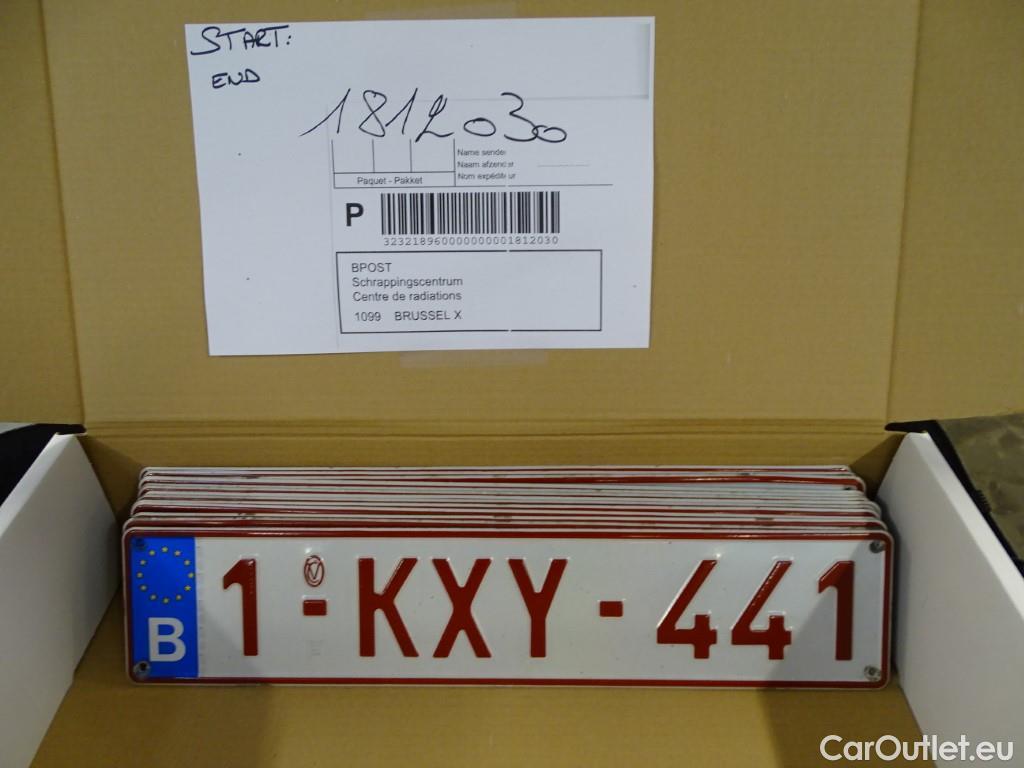 START:
END
1812030
Name sender
Naam afzender
Nom expéditeur
Paquet - Pakket
P
323218960000000001812030
BPOST
Schrappingscentrum
Centre de radiations
1099 BRUSSEL X
B 1-KXY-441
CarOutlet.eu